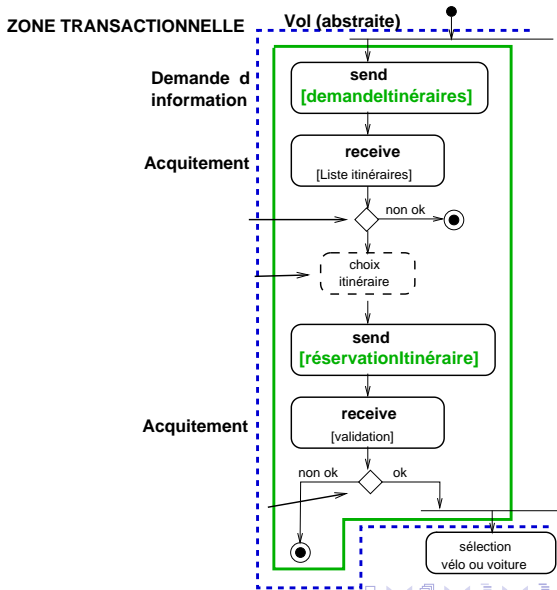 ZONE TRANSACTIONNELLE
Vol (abstraite)
Demande d
information
send
[demandeItinéraires]
Acquitement
receive
[Liste itinéraires]
non ok
choix
itinéraire
send
[réservationItinéraire]
Acquitement
receive
[validation]
non ok
ok
sélection
vélo ou voiture